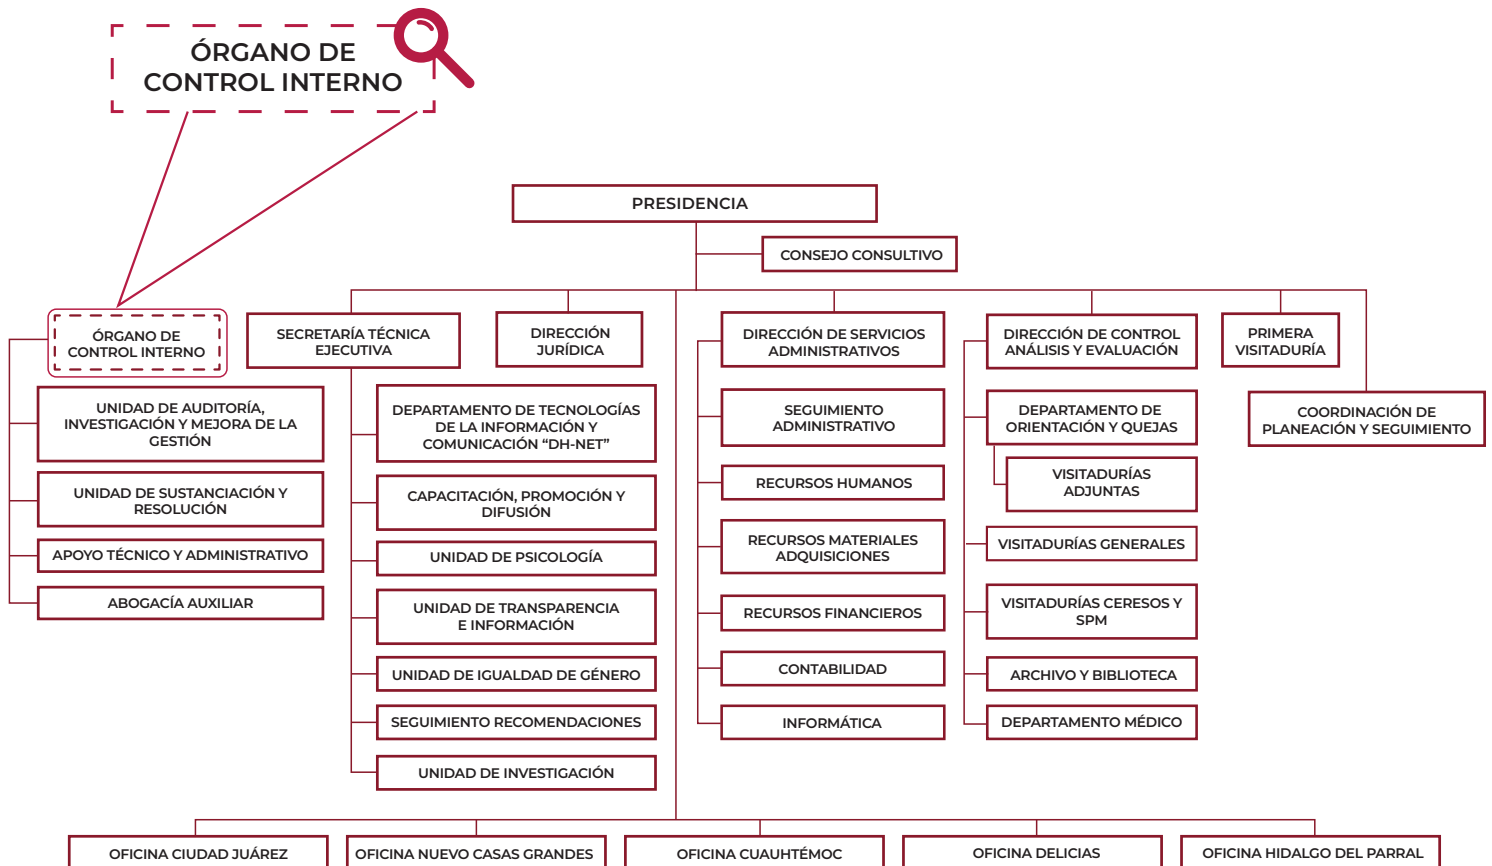 ÓRGANO DE
CONTROL INTERNO
PRESIDENCIA
CONSEJO CONSULTIVO
ÓRGANO DE
CONTROL INTERNO
UNIDAD DE AUDITORÍA,
INVESTIGACIÓN Y MEJORA DE LA
GESTIÓN
UNIDAD DE SUSTANCIACIÓN Y
RESOLUCIÓN
APOYO TÉCNICO Y ADMINISTRATIVO
ABOGACÍA AUXILIAR
SECRETARÍA TÉCNICA
EJECUTIVA
DEPARTAMENTO DE TECNOLOGÍAS
DE LA INFORMACIÓN Y
COMUNICACIÓN “DH-NET”
CAPACITACIÓN, PROMOCIÓN Y
DIFUSIÓN
UNIDAD DE PSICOLOGÍA
UNIDAD DE TRANSPARENCIA
E INFORMACIÓN
UNIDAD DE IGUALDAD DE GÉNERO
SEGUIMIENTO RECOMENDACIONES
UNIDAD DE INVESTIGACIÓN
DIRECCIÓN
JURÍDICA
DIRECCIÓN DE SERVICIOS
ADMINISTRATIVOS
SEGUIMIENTO
ADMINISTRATIVO
RECURSOS HUMANOS
RECURSOS MATERIALES
ADQUISICIONES
RECURSOS FINANCIEROS
CONTABILIDAD
INFORMÁTICA
DIRECCIÓN DE CONTROL
ANÁLISIS Y EVALUACIÓN
DEPARTAMENTO DE
ORIENTACIÓN Y QUEJAS
VISITADURÍAS
ADJUNTAS
VISITADURÍAS GENERALES
VISITADURÍAS CERESOS Y
SPM
ARCHIVO Y BIBLIOTECA
DEPARTAMENTO MÉDICO
PRIMERA
VISITADURÍA
COORDINACIÓN DE
PLANEACIÓN Y SEGUIMIENTO
OFICINA CIUDAD JUÁREZ
OFICINA NUEVO CASAS GRANDES
OFICINA CUAUHTÉMOC
OFICINA DELICIAS
OFICINA HIDALGO DEL PARRAL